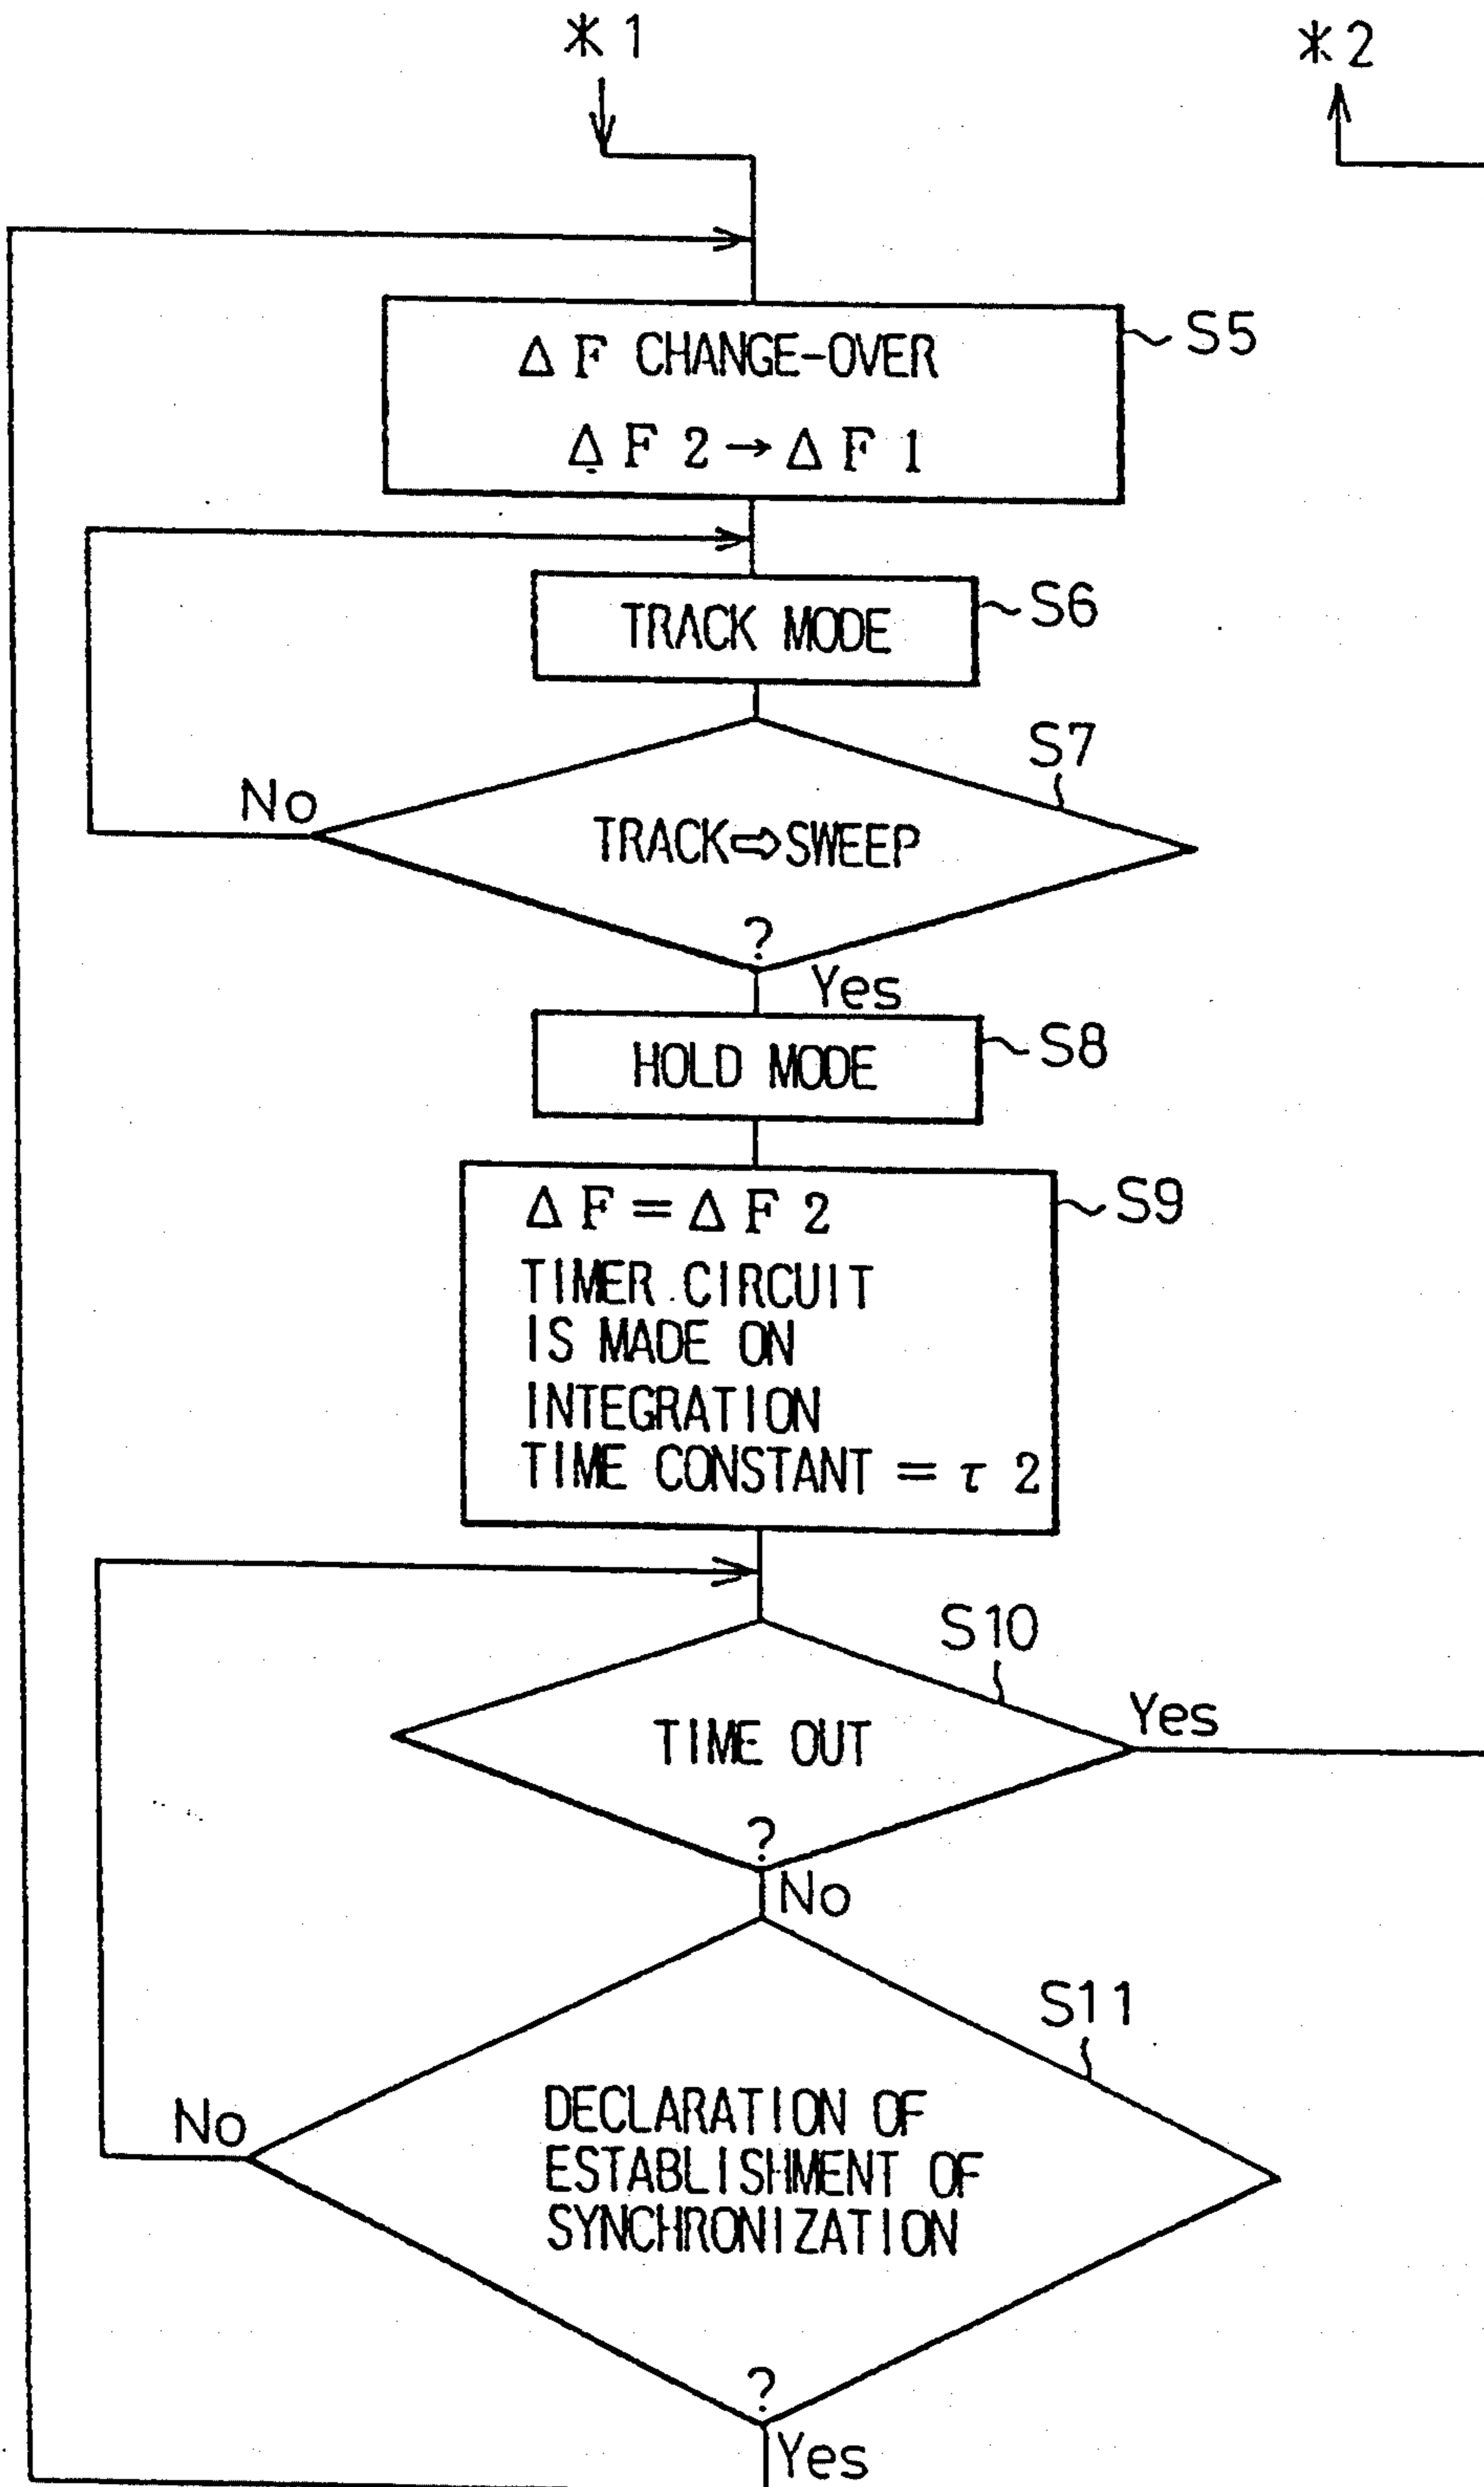 *1
*2
Δ F CHANGE-OVER
S5
Δ F 2 → Δ F 1
TRACK MODE
S6
S7
No
TRACK⇨SWEEP
?
Yes
HOLD MODE
S8
Δ F = Δ F 2
S9
TIMER CIRCUIT
IS MADE ON
INTEGRATION
TIME CONSTANT = τ 2
S10
Yes
TIME OUT
?
No
S11
No
DECLARATION OF
ESTABLISHMENT OF
SYNCHRONIZATION
?
Yes